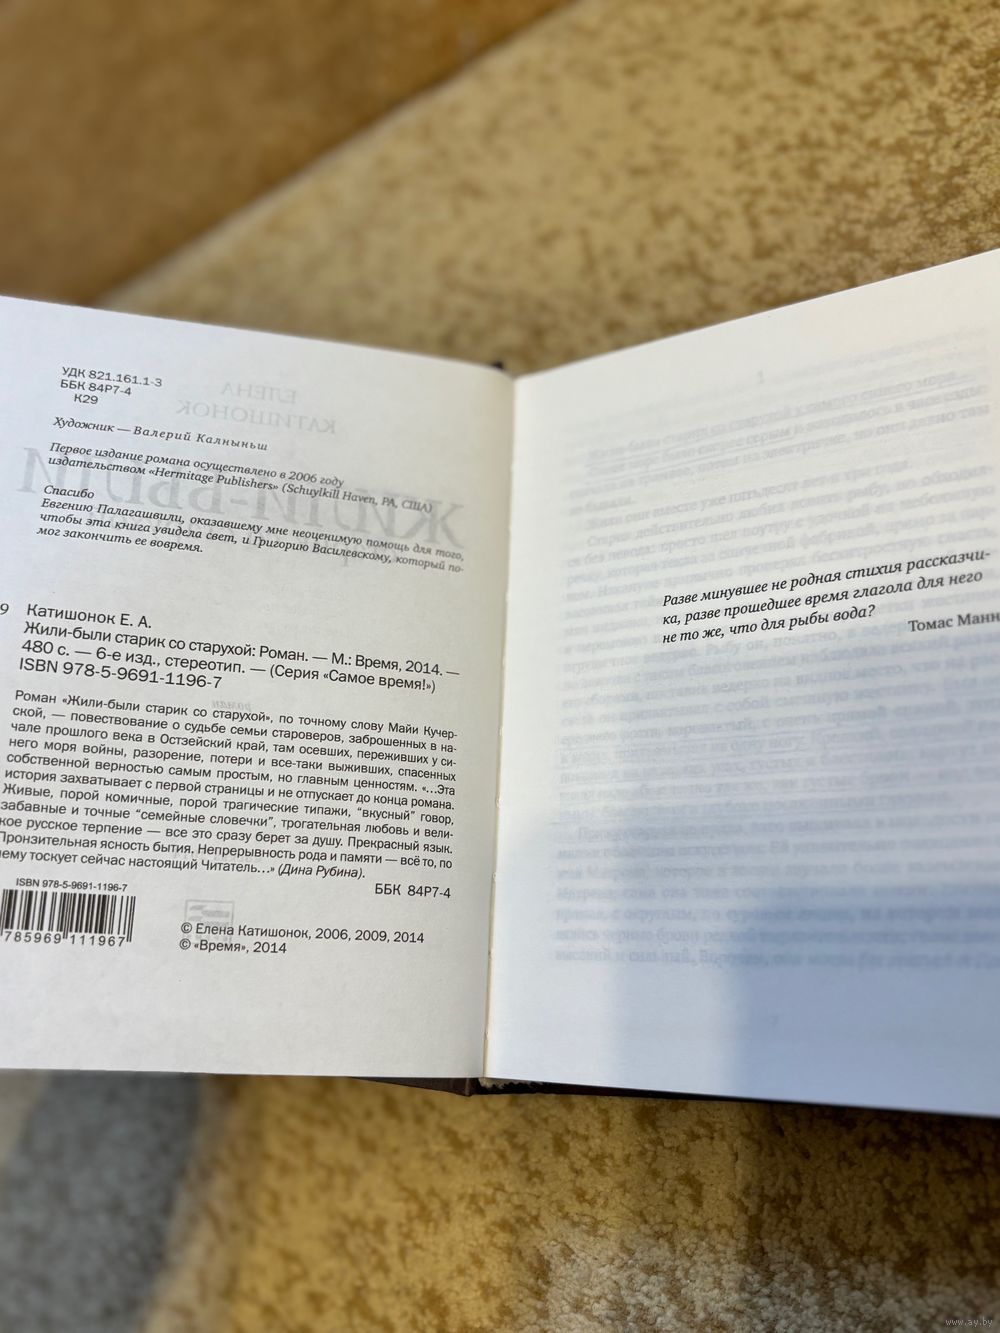 УДК 821.161.1-3
ББК 84Р7-4
К29
Художник — Валерий Калныньш
Первое издание романа осуществлено в 2006 году
издательством «Hermitage Publishers» (Schuylkill Haven, PA, США)
Спасибо
Евгению Палагашвили, оказавшему мне неоценимую помощь для того,
чтобы эта книга увидела свет, и Григорию Василевскому, который по-
мог закончить ее вовремя.
9 Катишонок Е. А.
Жили-были старик со старухой: Роман. — М.: Время, 2014. —
480 с. — 6-е изд., стереотип. — (Серия «Самое время!»)
ISBN 978-5-9691-1196-7
Роман «Жили-были старик со старухой», по точному слову Майи Кучер-
ской, — повествование о судьбе семьи староверов, заброшенных в на-
чале прошлого века в Остзейский край, там осевших, переживших у си-
него моря войны, разорение, потери и все-таки выживших, спасенных
собственной верностью самым простым, но главным ценностям. «...Эта
история захватывает с первой страницы и не отпускает до конца романа.
Живые, порой комичные, порой трагические типажи, “вкусный” говор,
забавные и точные “семейные словечки”, трогательная любовь и вели-
кое русское терпение — все это сразу берет за душу. Прекрасный язык.
Пронзительная ясность бытия. Непрерывность рода и памяти — всё то, по
чему тоскует сейчас настоящий Читатель...» (Дина Рубина).
ББК 84Р7-4
ISBN 978-5-9691-1196-7
785969 111967
© Елена Катишонок, 2006, 2009, 2014
© «Время», 2014
Разве минувшее не родная стихия рассказчи-
ка, разве прошедшее время глагола для него
не то же, что для рыбы вода?
Томас Манн
www.ay.by